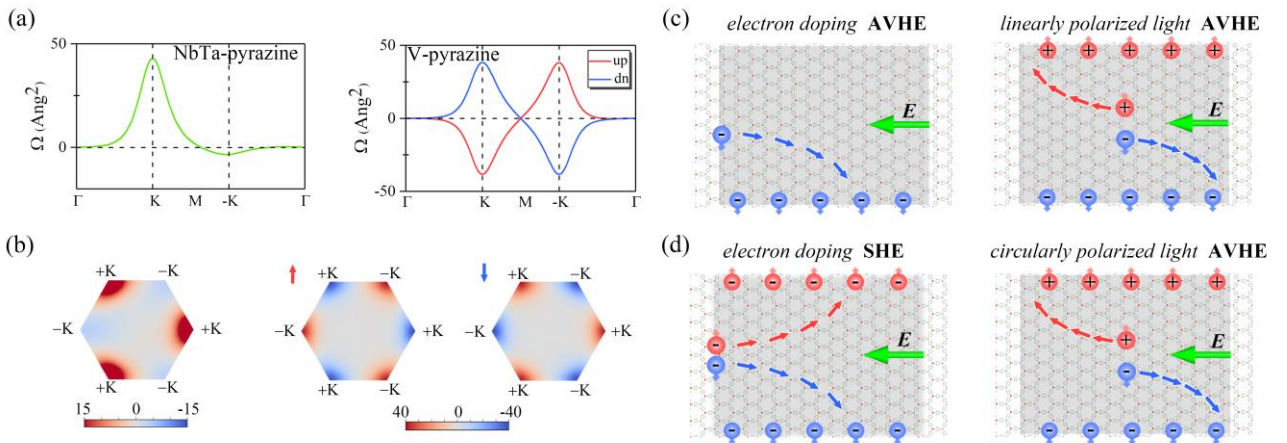 (a)
50
NbTa-pyrazine
Ω (Ang²)
0
Γ K M -K Γ
50
V-pyrazine
up
dn
Ω (Ang²)
0
-50
Γ K M -K Γ
(b)
+K −K
−K +K
+K −K
15 0 -15
+K −K
−K +K
+K −K
+K −K
−K +K
+K −K
40 0 -40
(c)
electron doping AVHE
E
-
- - - - -
linearly polarized light AVHE
+ + + + +
+
E
-
- - - - -
(d)
electron doping SHE
- - - - -
E
-
-
- - - - -
circularly polarized light AVHE
+ + + + +
+
E
-
- - - - -